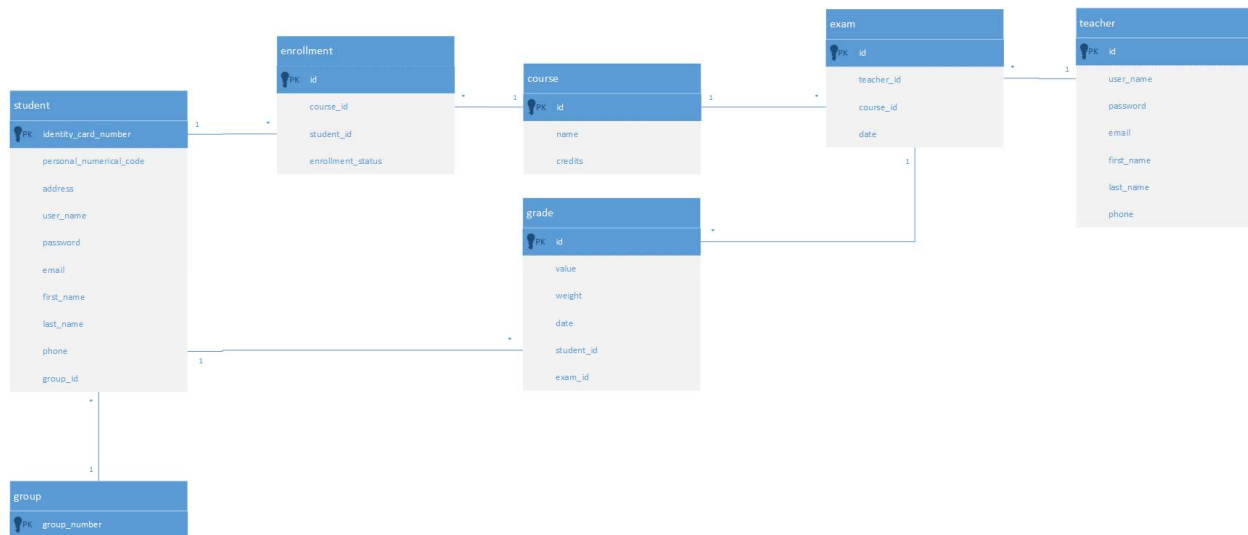 student
PK identity_card_number
personal_numerical_code
address
user_name
password
email
first_name
last_name
phone
group_id
1
*
*
1
group
PK group_number
enrollment
PK id
course_id
student_id
enrollment_status
*
1
course
PK id
name
credits
1
*
grade
PK id
value
weight
date
student_id
exam_id
*
1
*
1
exam
PK id
teacher_id
course_id
date
*
1
teacher
PK id
user_name
password
email
first_name
last_name
phone